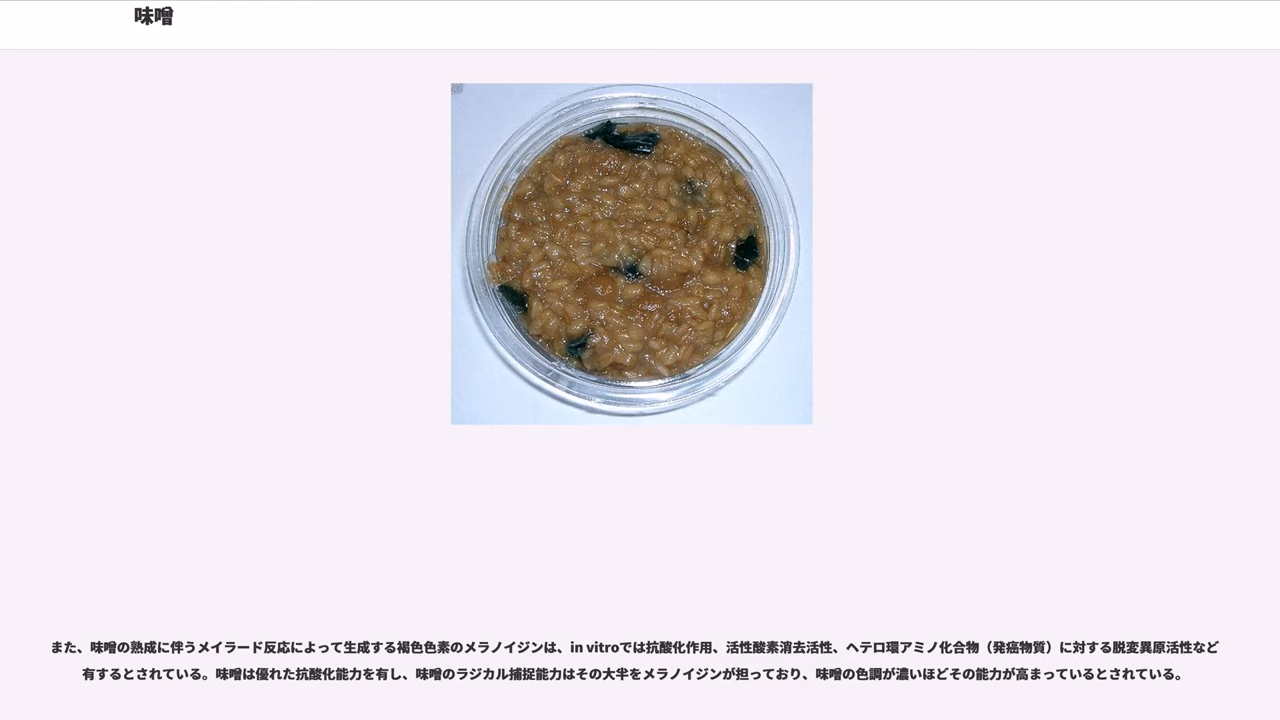 味噌
また、味噌の熟成に伴うメイラード反応によって生成する褐色色素のメラノイジンは、in vitroでは抗酸化作用、活性酸素消去活性、ヘテロ環アミノ化合物（発癌物質）に対する脱変異原活性など
有するとされている。味噌は優れた抗酸化能力を有し、味噌のラジカル捕捉能力はその大半をメラノイジンが担っており、味噌の色調が濃いほどその能力が高まっているとされている。